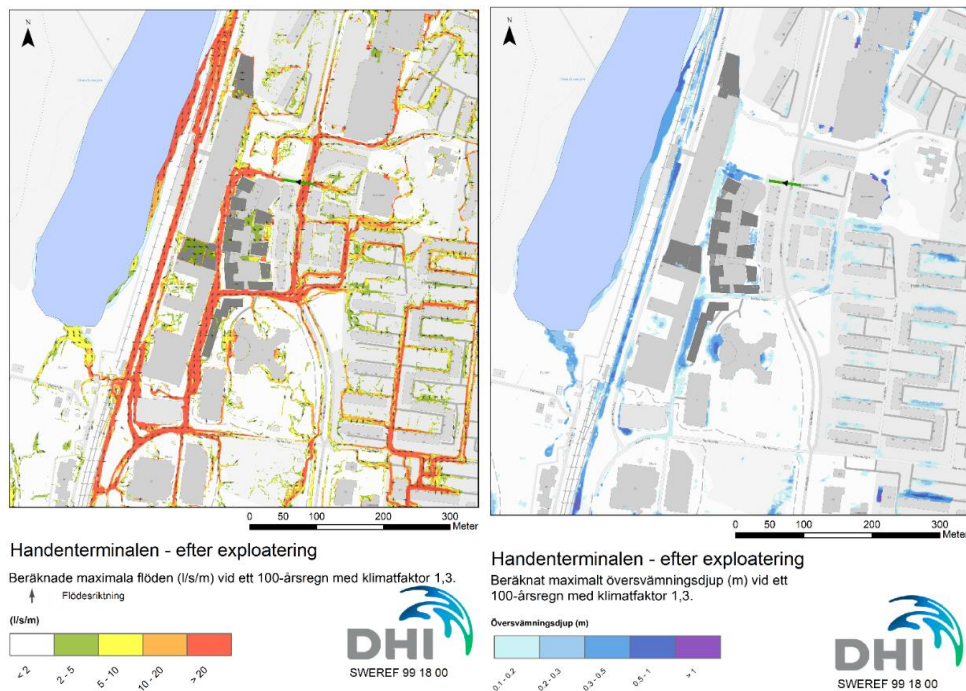 N
0 50 100 200 300
Meter
Handenterminalen - efter exploatering
Beräknade maximala flöden (l/s/m) vid ett 100-årsregn med klimatfaktor 1,3.
Flödesriktning
(l/s/m)
< 2
2 - 5
5 - 10
10 - 20
> 20
DHI
SWEREF 99 18 00
N
0 50 100 200 300
Meter
Handenterminalen - efter exploatering
Beräknat maximalt översvämningsdjup (m) vid ett
100-årsregn med klimatfaktor 1,3.
Översvämningsdjup (m)
0.1 - 0.2
0.2 - 0.3
0.3 - 0.5
0.5 - 1
> 1
DHI
SWEREF 99 18 00